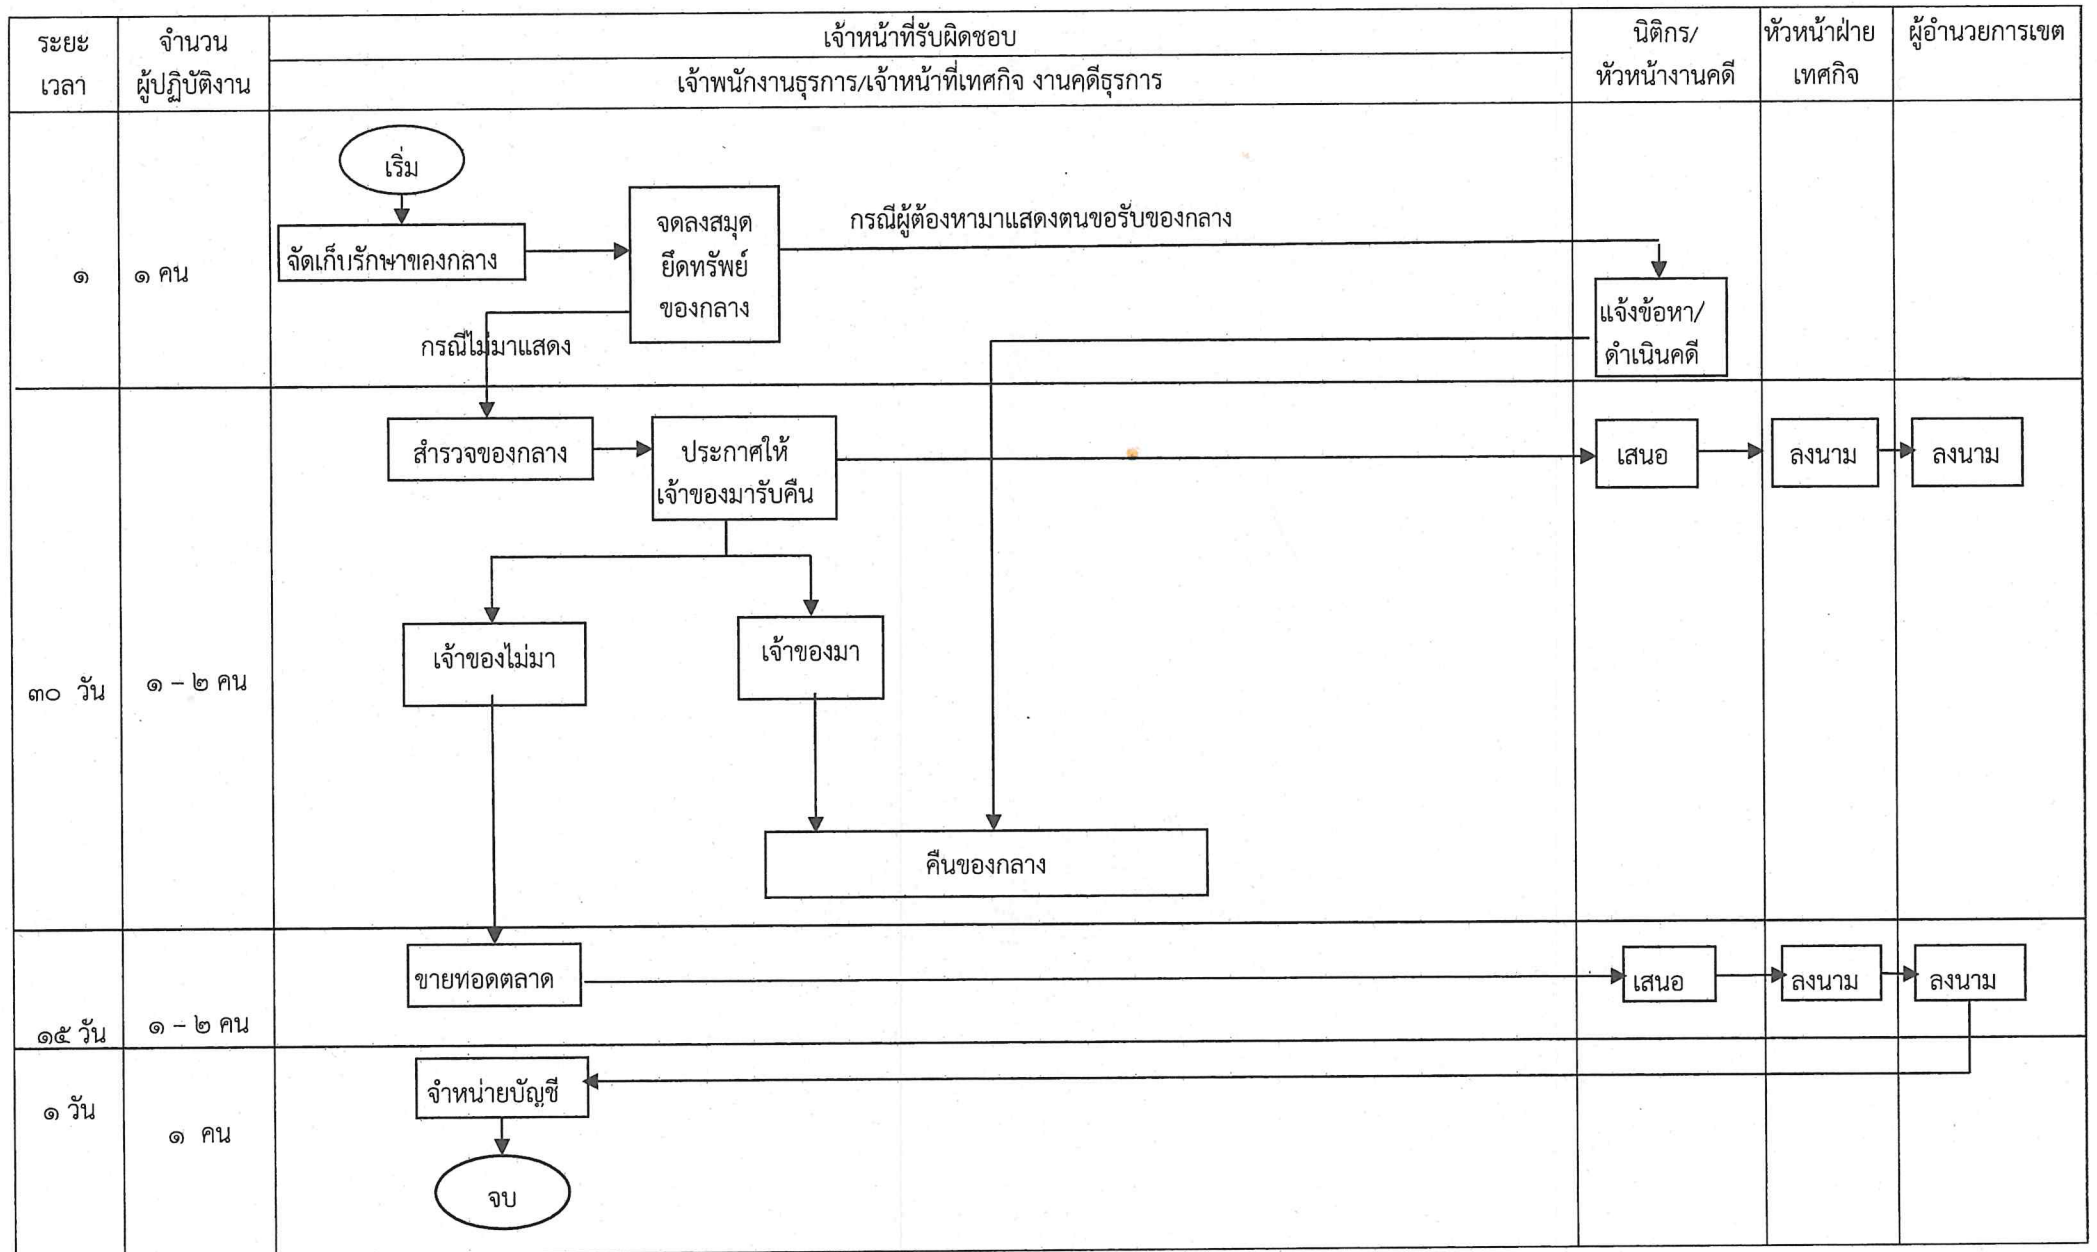 ระยะ
เวลา
จำนวน
ผู้ปฏิบัติงาน
เจ้าหน้าที่รับผิดชอบ
เจ้าพนักงานธุรการ/เจ้าหน้าที่เทศกิจ งานคดีธุรการ
นิติกร/
หัวหน้างานคดี
หัวหน้าฝ่าย
เทศกิจ
ผู้อำนวยการเขต
เริ่ม
จัดเก็บรักษาของกลาง
จดลงสมุด
ยึดทรัพย์
ของกลาง
กรณีผู้ต้องหามาแสดงตนขอรับของกลาง
๑
๑ คน
แจ้งข้อหา/
ดำเนินคดี
กรณีไม่มาแสดง
สำรวจของกลาง
ประกาศให้
เจ้าของมารับคืน
เสนอ
ลงนาม
ลงนาม
เจ้าของไม่มา
เจ้าของมา
๓๐ วัน
๑ – ๒ คน
คืนของกลาง
ขายทอดตลาด
เสนอ
ลงนาม
ลงนาม
๑๕ วัน
๑ – ๒ คน
จำหน่ายบัญชี
๑ วัน
๑ คน
จบ